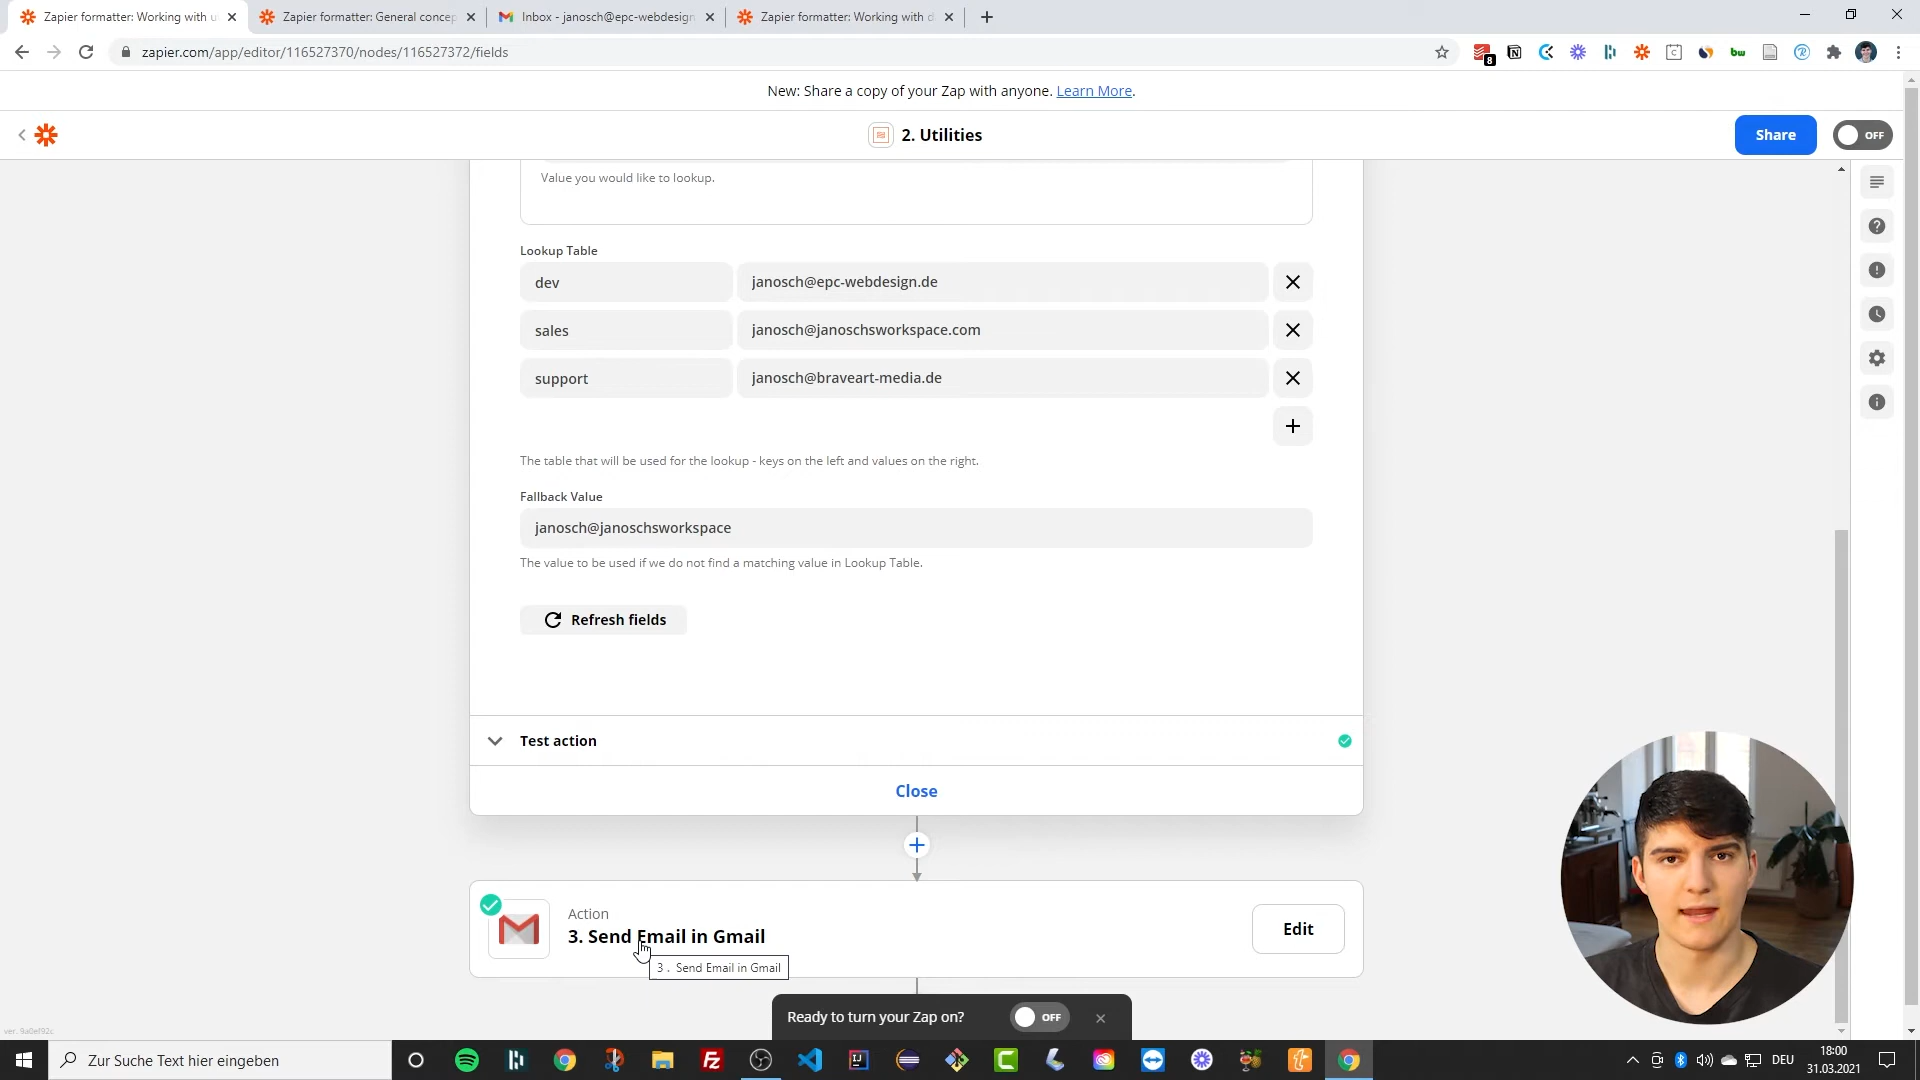 Zapier formatter: Working with u
Zapier formatter: General concep
Inbox - janosch@epc-webdesign
Zapier formatter: Working with d
zapier.com/app/editor/116527370/nodes/116527372/fields
8
bw
New: Share a copy of your Zap with anyone. Learn More.
2. Utilities
Share
OFF
Value you would like to lookup.
Lookup Table
dev
janosch@epc-webdesign.de
sales
janosch@janoschsworkspace.com
support
janosch@braveart-media.de
The table that will be used for the lookup - keys on the left and values on the right.
Fallback Value
janosch@janoschsworkspace
The value to be used if we do not find a matching value in Lookup Table.
Refresh fields
Test action
Close
Action
3. Send Email in Gmail
Edit
3 . Send Email in Gmail
Ready to turn your Zap on?
OFF
ver. 9a0ef92c
Zur Suche Text hier eingeben
DEU
18:00
31.03.2021